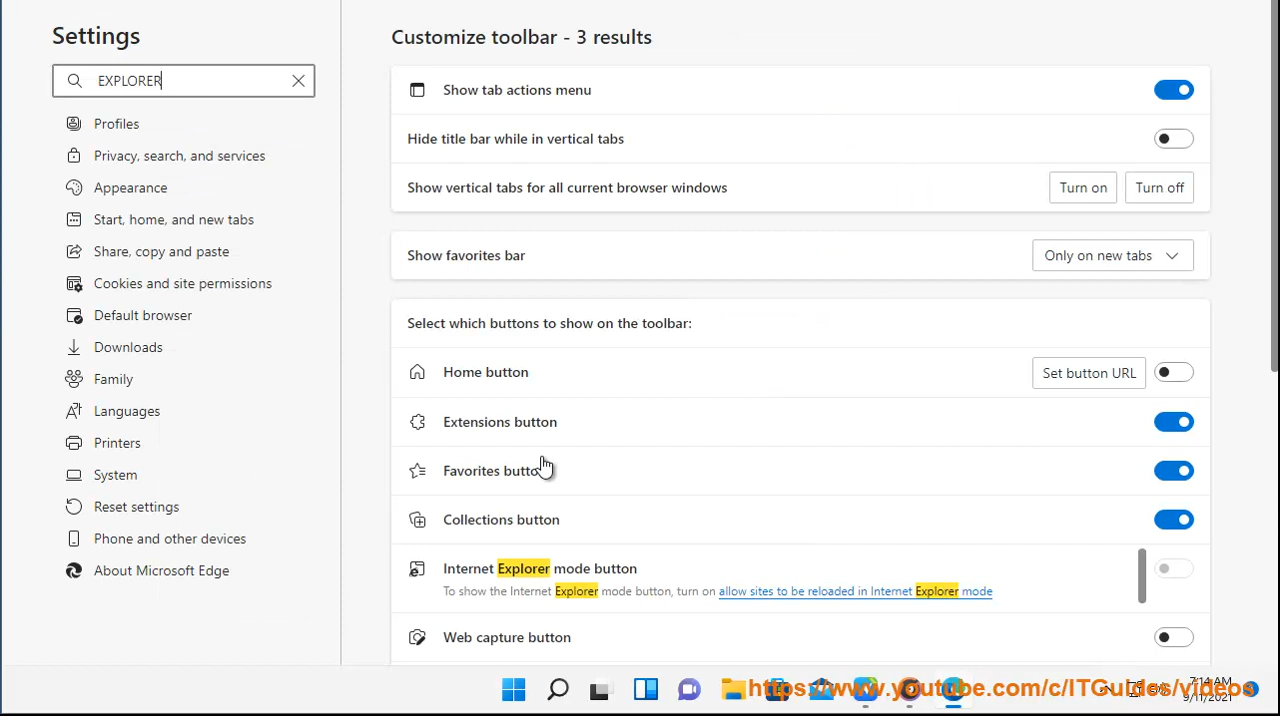 Settings
EXPLORER
Profiles
Privacy, search, and services
Appearance
Start, home, and new tabs
Share, copy and paste
Cookies and site permissions
Default browser
Downloads
Family
Languages
Printers
System
Reset settings
Phone and other devices
About Microsoft Edge
Customize toolbar - 3 results
Show tab actions menu
Hide title bar while in vertical tabs
Show vertical tabs for all current browser windows Turn on Turn off
Show favorites bar Only on new tabs
Select which buttons to show on the toolbar:
Home button Set button URL
Extensions button
Favorites
Collections button
Internet Explorer mode button
To show the Internet Explorer mode button, turn on allow sites to be reloaded in Internet Explorer mode
Web capture button
https://www.youtube.com/c/ITGuides/videos
7:14 AM
9/11/2021